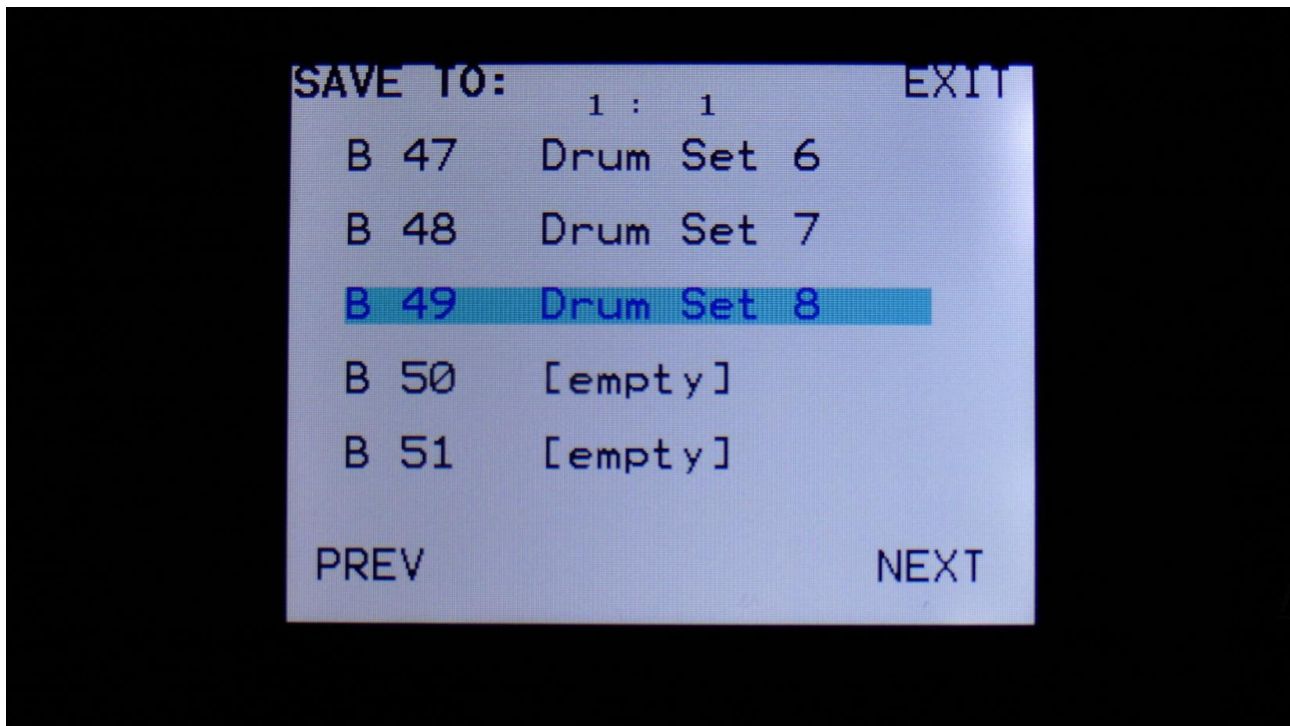 SAVE TO: EXIT
1 : 1
B 47 Drum Set 6
B 48 Drum Set 7
B 49 Drum Set 8
B 50 [empty]
B 51 [empty]
PREV NEXT